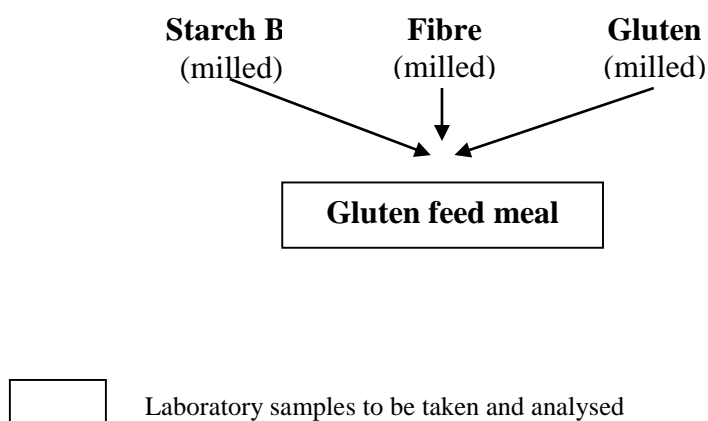 Starch B Fibre Gluten
(milled) (milled) (milled)
Gluten feed meal
Laboratory samples to be taken and analysed